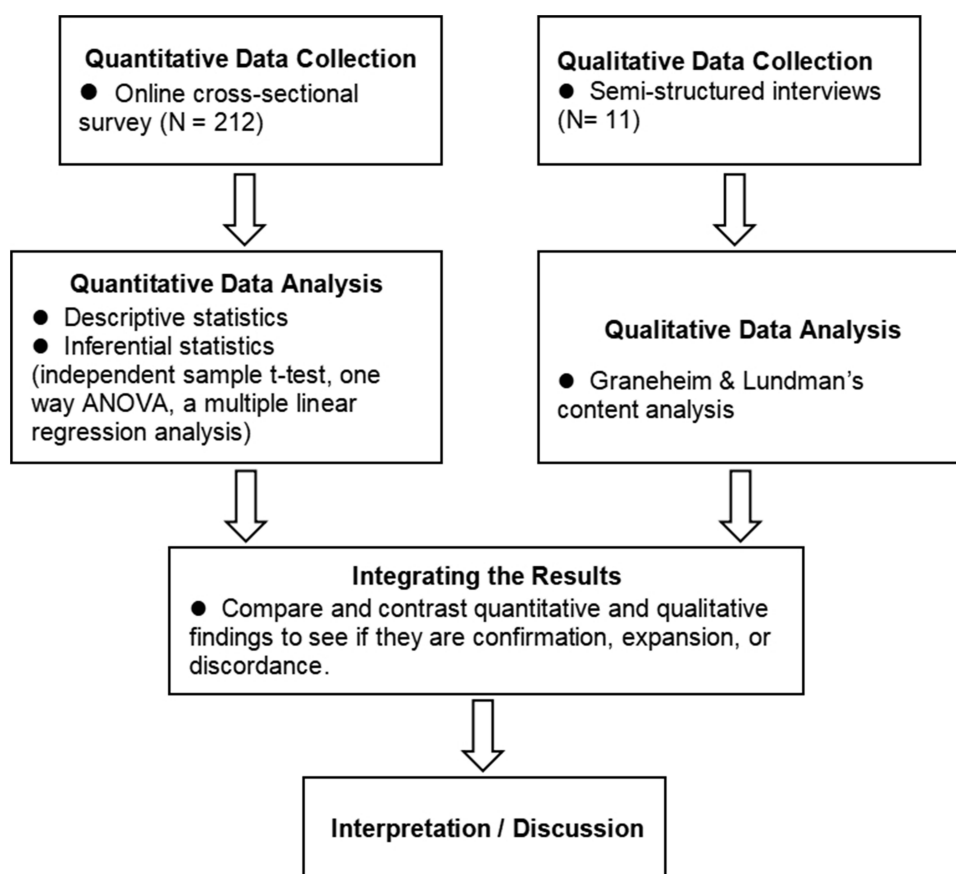 Quantitative Data Collection
● Online cross-sectional
survey (N = 212)
Qualitative Data Collection
● Semi-structured interviews
(N= 11)
Quantitative Data Analysis
● Descriptive statistics
● Inferential statistics
(independent sample t-test, one
way ANOVA, a multiple linear
regression analysis)
Qualitative Data Analysis
● Graneheim & Lundman’s
content analysis
Integrating the Results
● Compare and contrast quantitative and qualitative
findings to see if they are confirmation, expansion, or
discordance.
Interpretation / Discussion